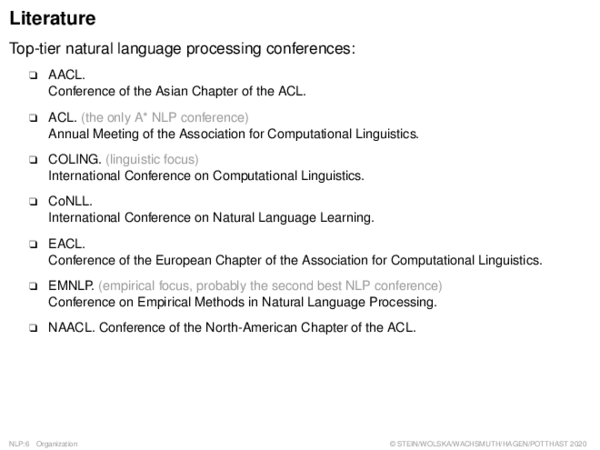 Literature
Top-tier natural language processing conferences:
❑ AACL.
Conference of the Asian Chapter of the ACL.
❑ ACL. (the only A* NLP conference)
Annual Meeting of the Association for Computational Linguistics.
❑ COLING. (linguistic focus)
International Conference on Computational Linguistics.
❑ CoNLL.
International Conference on Natural Language Learning.
❑ EACL.
Conference of the European Chapter of the Association for Computational Linguistics.
❑ EMNLP. (empirical focus, probably the second best NLP conference)
Conference on Empirical Methods in Natural Language Processing.
❑ NAACL. Conference of the North-American Chapter of the ACL.
NLP:6 Organization
© STEIN/WOLSKA/WACHSMUTH/HAGEN/POTTHAST 2020